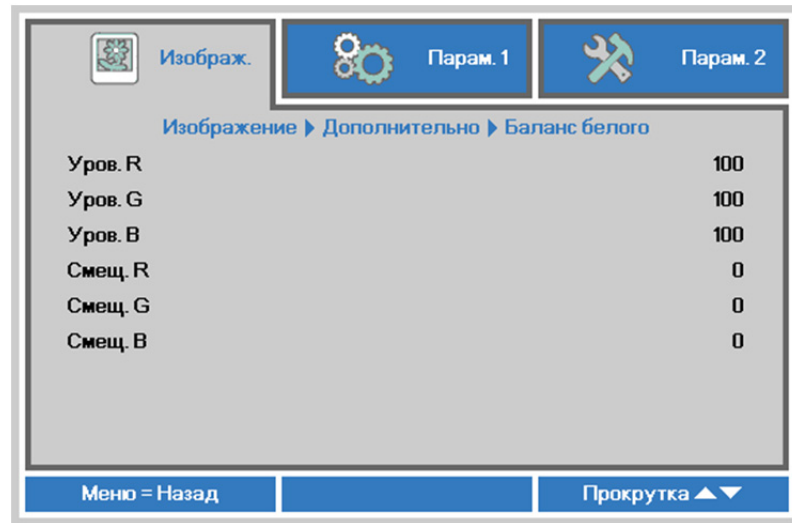 Изображ. Парам. 1 Парам. 2
Изображение ▶ Дополнительно ▶ Баланс белого
Уров. R 100
Уров. G 100
Уров. B 100
Смещ. R 0
Смещ. G 0
Смещ. B 0
Меню = Назад Прокрутка ▲▼